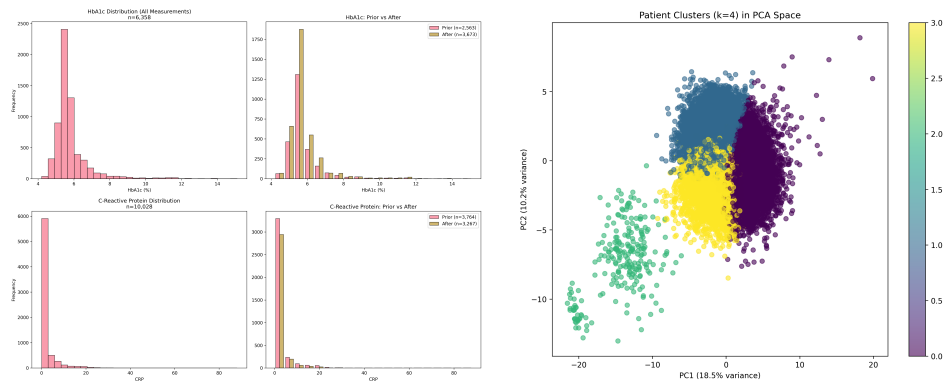 HbA1c Distribution (All Measurements)
n=6,358
Frequency
2500
2000
1500
1000
500
0
4 6 8 10 12 14
HbA1c (%)
HbA1c: Prior vs After
Prior (n=2,563)
After (n=3,673)
1750
1500
1250
1000
750
500
250
0
4 6 8 10 12 14
HbA1c (%)
C-Reactive Protein Distribution
n=10,028
Frequency
6000
5000
4000
3000
2000
1000
0
0 20 40 60 80
CRP
C-Reactive Protein: Prior vs After
Prior (n=3,764)
After (n=3,267)
3000
2500
2000
1500
1000
500
0
0 20 40 60 80
CRP
Patient Clusters (k=4) in PCA Space
PC2 (10.2% variance)
5
0
−5
−10
−20 −10 0 10 20
PC1 (18.5% variance)
3.0
2.5
2.0
1.5
1.0
0.5
0.0